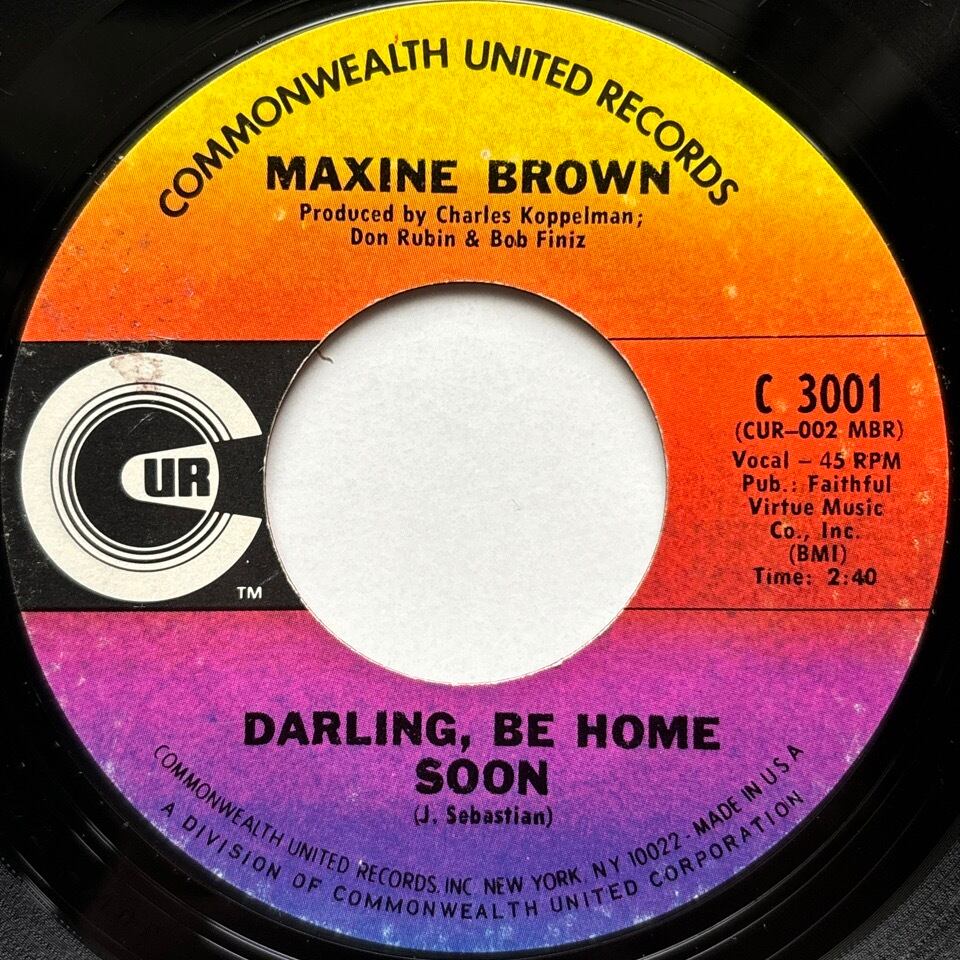 COMMONWEALTH UNITED RECORDS
MAXINE BROWN
Produced by Charles Koppelman;
Don Rubin & Bob Finiz
CUR
TM
C 3001
(CUR–002 MBR)
Vocal – 45 RPM
Pub.: Faithful
Virtue Music
Co., Inc.
(BMI)
Time: 2:40
DARLING, BE HOME
SOON
(J. Sebastian)
COMMONWEALTH UNITED RECORDS, INC. NEW YORK, NY 10022 - MADE IN U.S.A
A DIVISION OF COMMONWEALTH UNITED CORPORATION